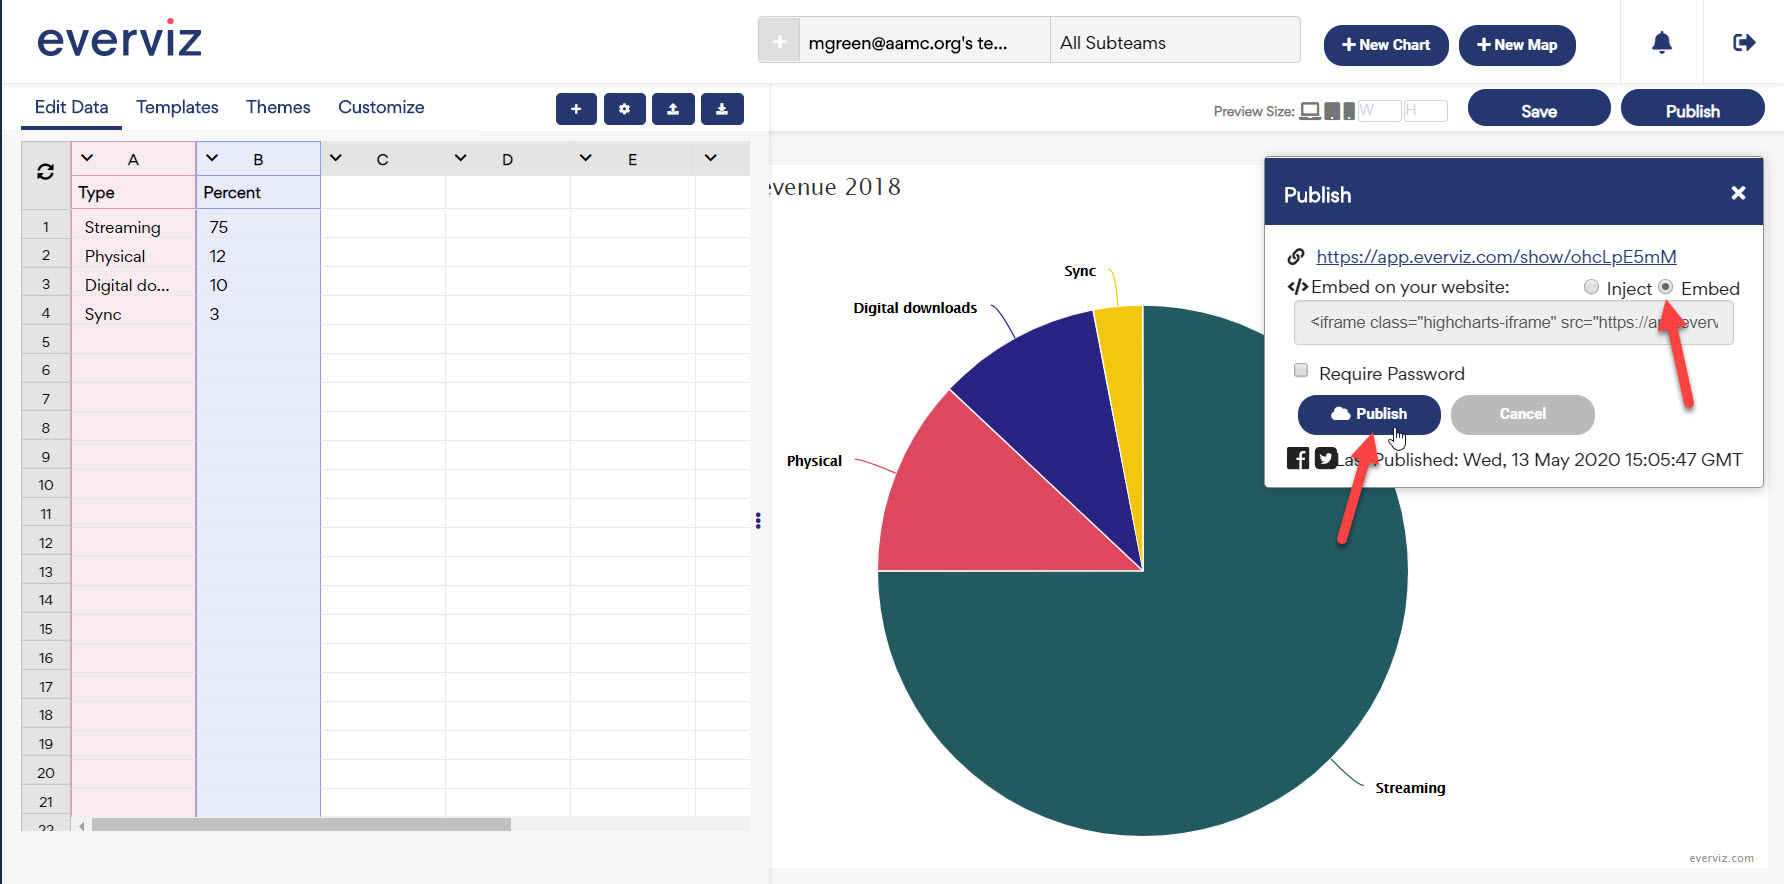 everviz
mgreen@aamc.org's te...
All Subteams
New Chart
New Map
Edit Data
Templates
Themes
Customize
Preview Size:
W
H
Save
Publish
A B C D E
Type Percent
1 Streaming 75
2 Physical 12
3 Digital do... 10
4 Sync 3
5
6
7
8
9
10
11
12
13
14
15
16
17
18
19
20
21
22
evenue 2018
Sync
Digital downloads
Physical
Streaming
everviz.com
Publish
https://app.everviz.com/show/ohcLpE5mM
Embed on your website:
Inject
Embed
<iframe class="highcharts-iframe" src="https://
Require Password
Publish
Cancel
Published: Wed, 13 May 2020 15:05:47 GMT